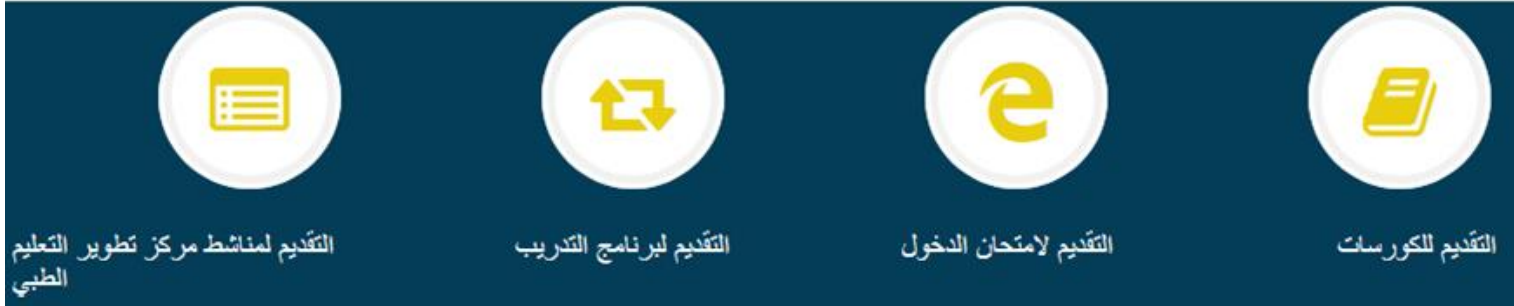 التقديم للكورسات
التقديم لامتحان الدخول
التقديم لبرنامج التدريب
التقديم لمناشط مركز تطوير التعليم
الطبي